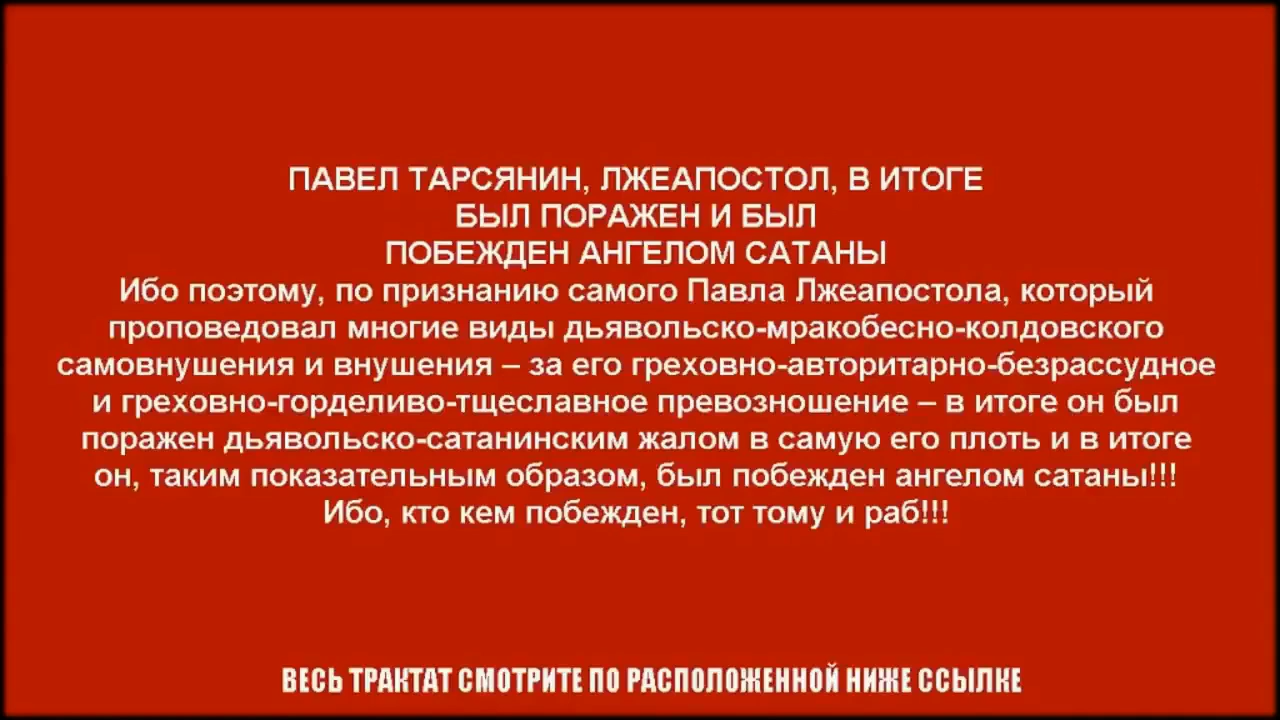 ПАВЕЛ ТАРСЯНИН, ЛЖЕАПОСТОЛ, В ИТОГЕ
БЫЛ ПОРАЖЕН И БЫЛ
ПОБЕЖДЕН АНГЕЛОМ САТАНЫ
Ибо поэтому, по признанию самого Павла Лжеапостола, который
проповедовал многие виды дьявольско-мракобесно-колдовского
самовнушения и внушения – за его греховно-авторитарно-безрассудное
и греховно-горделиво-тщеславное превозношение – в итоге он был
поражен дьявольско-сатанинским жалом в самую его плоть и в итоге
он, таким показательным образом, был побежден ангелом сатаны!!!
Ибо, кто кем побежден, тот тому и раб!!!
ВЕСЬ ТРАКТАТ СМОТРИТЕ ПО РАСПОЛОЖЕННОЙ НИЖЕ ССЫЛКЕ